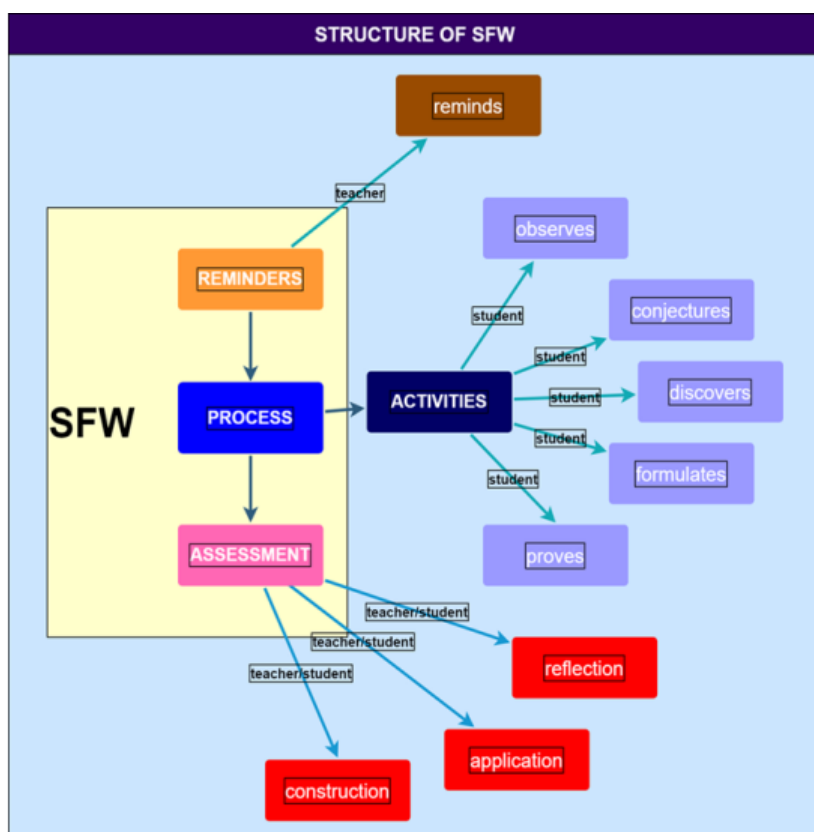 STRUCTURE OF SFW
reminds
teacher
observes
REMINDERS
student
conjectures
student
ACTIVITIES
student
discovers
SFW
PROCESS
student
formulates
student
proves
ASSESSMENT
teacher/student
teacher/student
teacher/student
reflection
application
construction